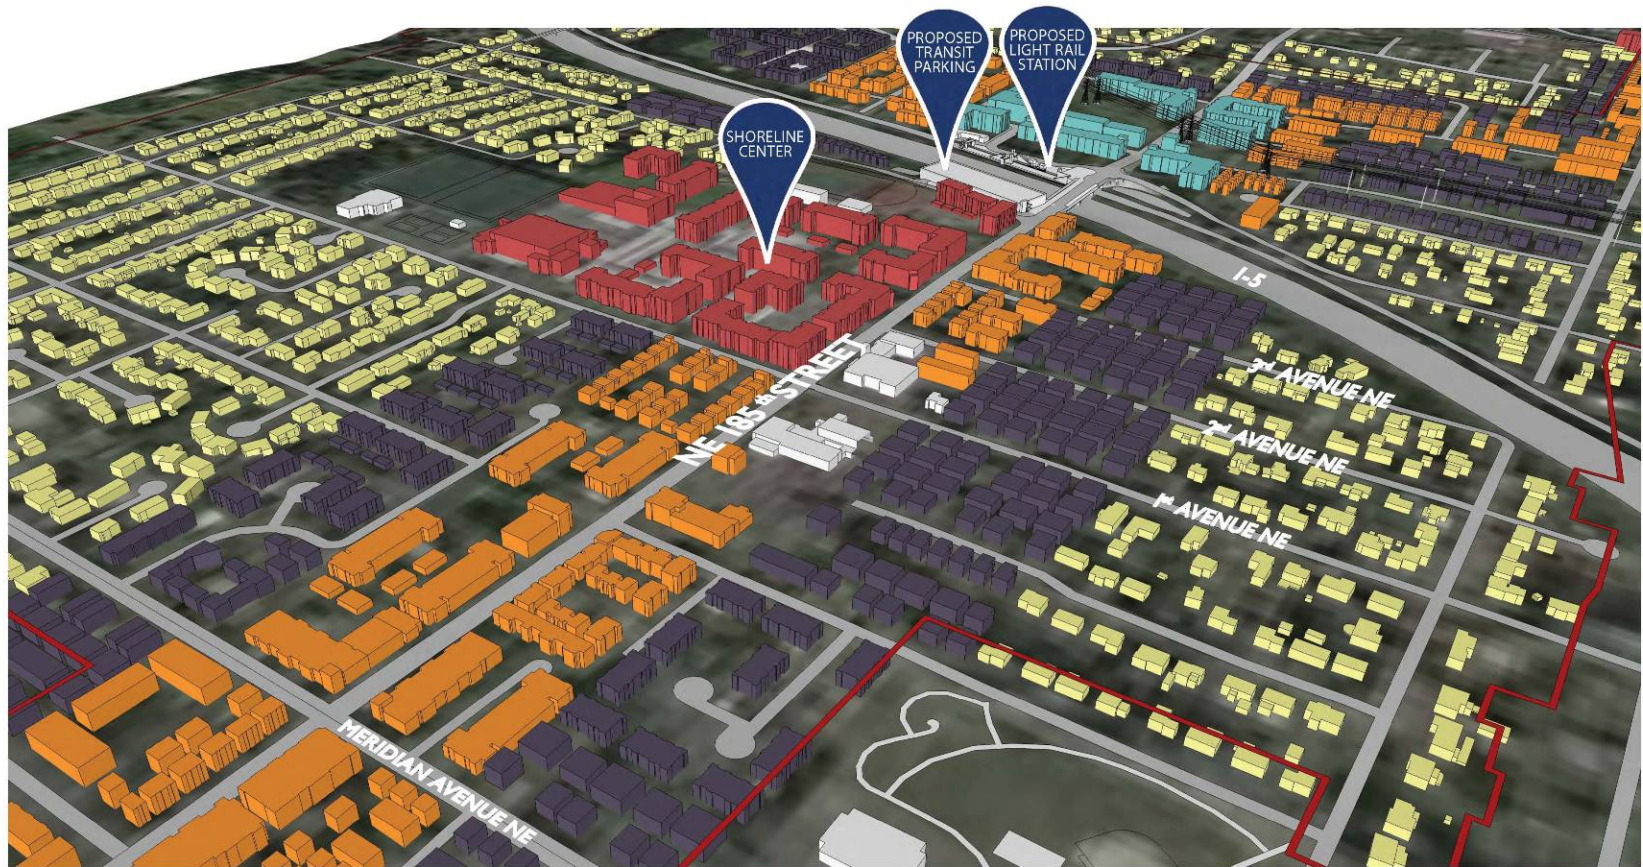 PROPOSED
TRANSIT
PARKING
PROPOSED
LIGHT RAIL
STATION
SHORELINE
CENTER
I-5
NE 185th STREET
3rd AVENUE NE
2nd AVENUE NE
1st AVENUE NE
MERIDIAN AVENUE NE